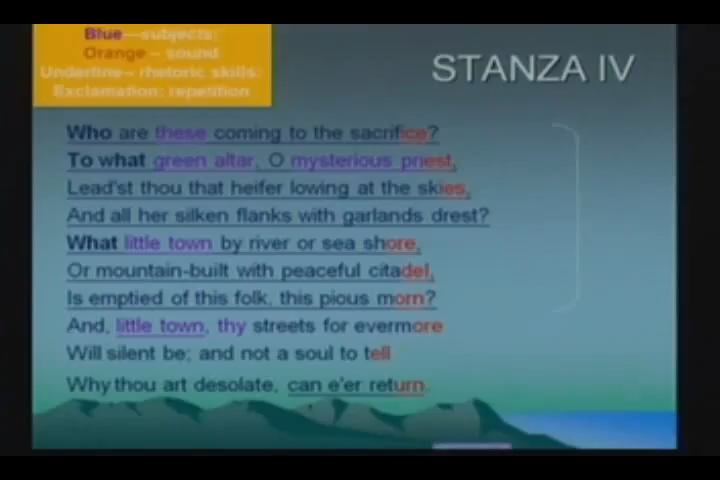 Blue—subjects:
Orange – sound
Underline– rhetoric skills:
Exclamation: repetition
STANZA IV
Who are these coming to the sacrifice?
To what green altar, O mysterious priest,
Lead'st thou that heifer lowing at the skies,
And all her silken flanks with garlands drest?
What little town by river or sea shore,
Or mountain-built with peaceful citadel,
Is emptied of this folk, this pious morn?
And, little town, thy streets for evermore
Will silent be; and not a soul to tell
Why thou art desolate, can e'er return.